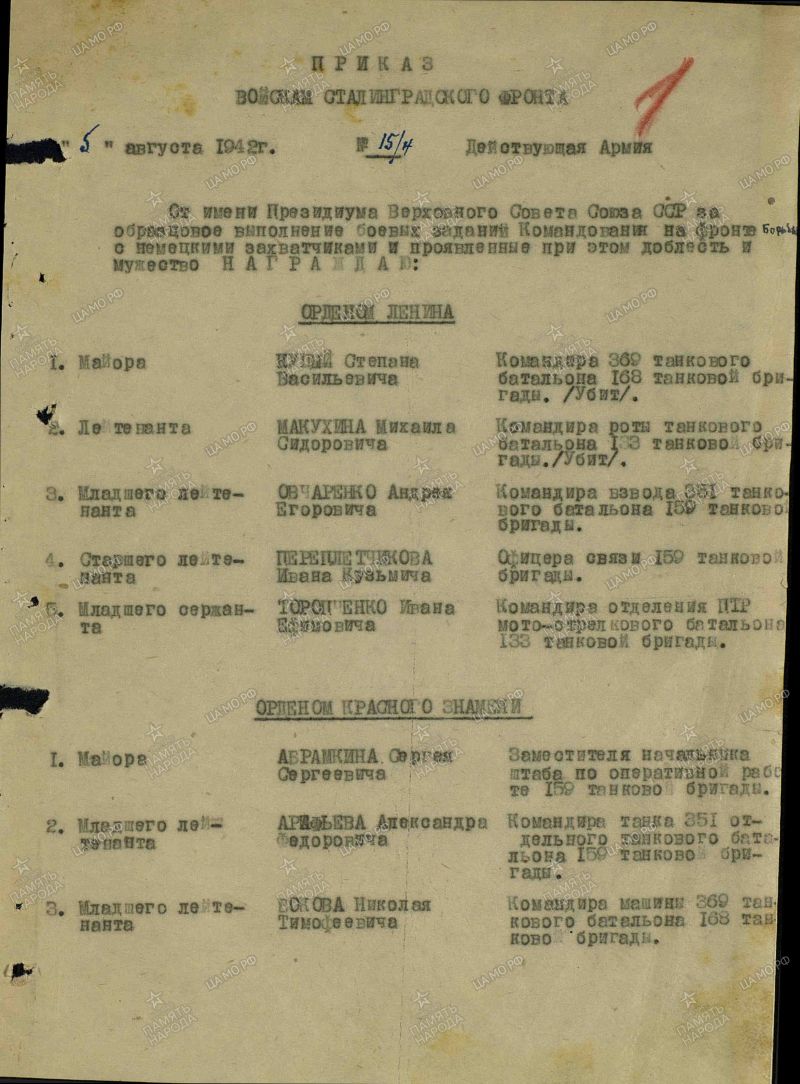 ПРИКАЗ
ВОЙСКАМ СТАЛИНГРАДСКОГО ФРОНТА
1
" 5 " августа 1942г. № 15/н Действующая Армия
От имени Президиума Верховного Совета Союза ССР за
образцовое выполнение боевых заданий Командования на фронте борьбы
с немецкими захватчиками и проявленные при этом доблесть и
мужество НАГРАЖДАЮ:
ОРДЕНОМ ЛЕНИНА
1. Майора КУЦЫЙ Степана Командира 369 танкового
Васильевича батальона 168 танковой бри-
гады. /Убит/.
2. Лейтенанта МАКУХИНА Михаила Командира роты танкового
Сидоровича батальона 133 танковой бри-
гады./Убит/.
3. Младшего лейте- ОВЧАРЕНКО Андрея Командира взвода 351 танко-
нанта Егоровича вого батальона 159 танковой
бригады.
4. Старшего лейте- ПЕРЕПЛЕТЧИКОВА Офицера связи 159 танковой
нанта Ивана Кузьмича бригады.
5. Младшего сержан- Ивана Командира отделения ПТР
та Ефимовича мото-стрелкового батальона
133 танковой бригады.
ОРДЕНОМ КРАСНОГО ЗНАМЕНИ
1. Майора АБРАМКИНА Сергея Заместителя начальника
Сергеевича штаба по оперативной рабо
те 159 танковой бригады.
2. Младшего лей- АРЕФЬЕВА Александра Командира танка 351 от-
тенанта Федоровича дельного танкового бата-
льона 159 танковой бри-
гады.
3. Младшего лейте- БОКОВА Николая Командира машины 369 тан-
нанта Тимофеевича кового батальона 168 тан-
ковой бригады.